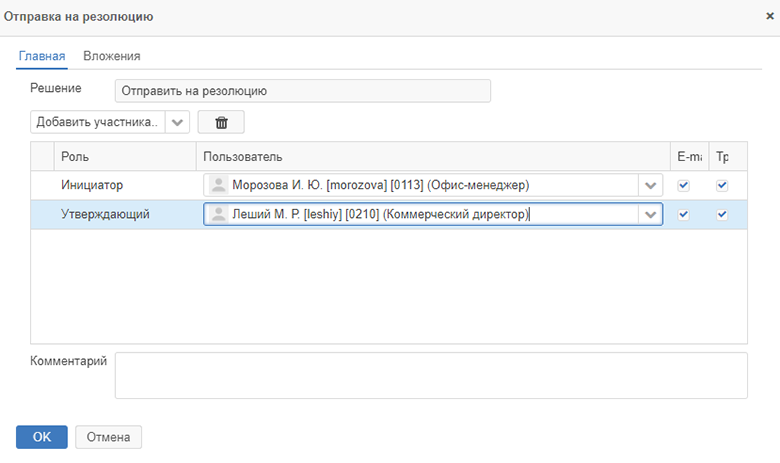 Отправка на резолюцию
Главная Вложения
Решение Отправить на резолюцию
Добавить участника..
Роль Пользователь E-ma Тр
Инициатор Морозова И. Ю. [morozova] [0113] (Офис-менеджер)
Утверждающий Леший М. Р. [leshiy] [0210] (Коммерческий директор)
Комментарий
OK Отмена